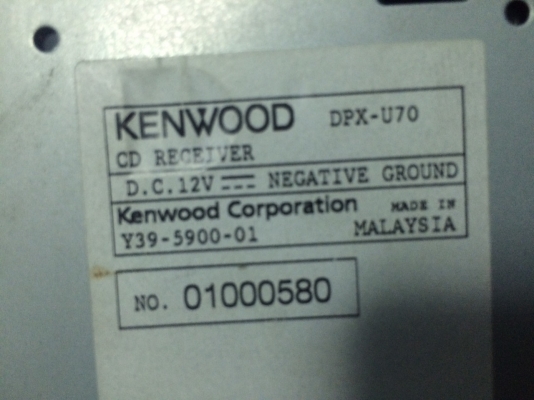 KENWOOD DPX-U70
CD RECEIVER
D.C.12V ⎓ NEGATIVE GROUND
Kenwood Corporation MADE IN
Y39-5900-01 MALAYSIA
NO. 01000580